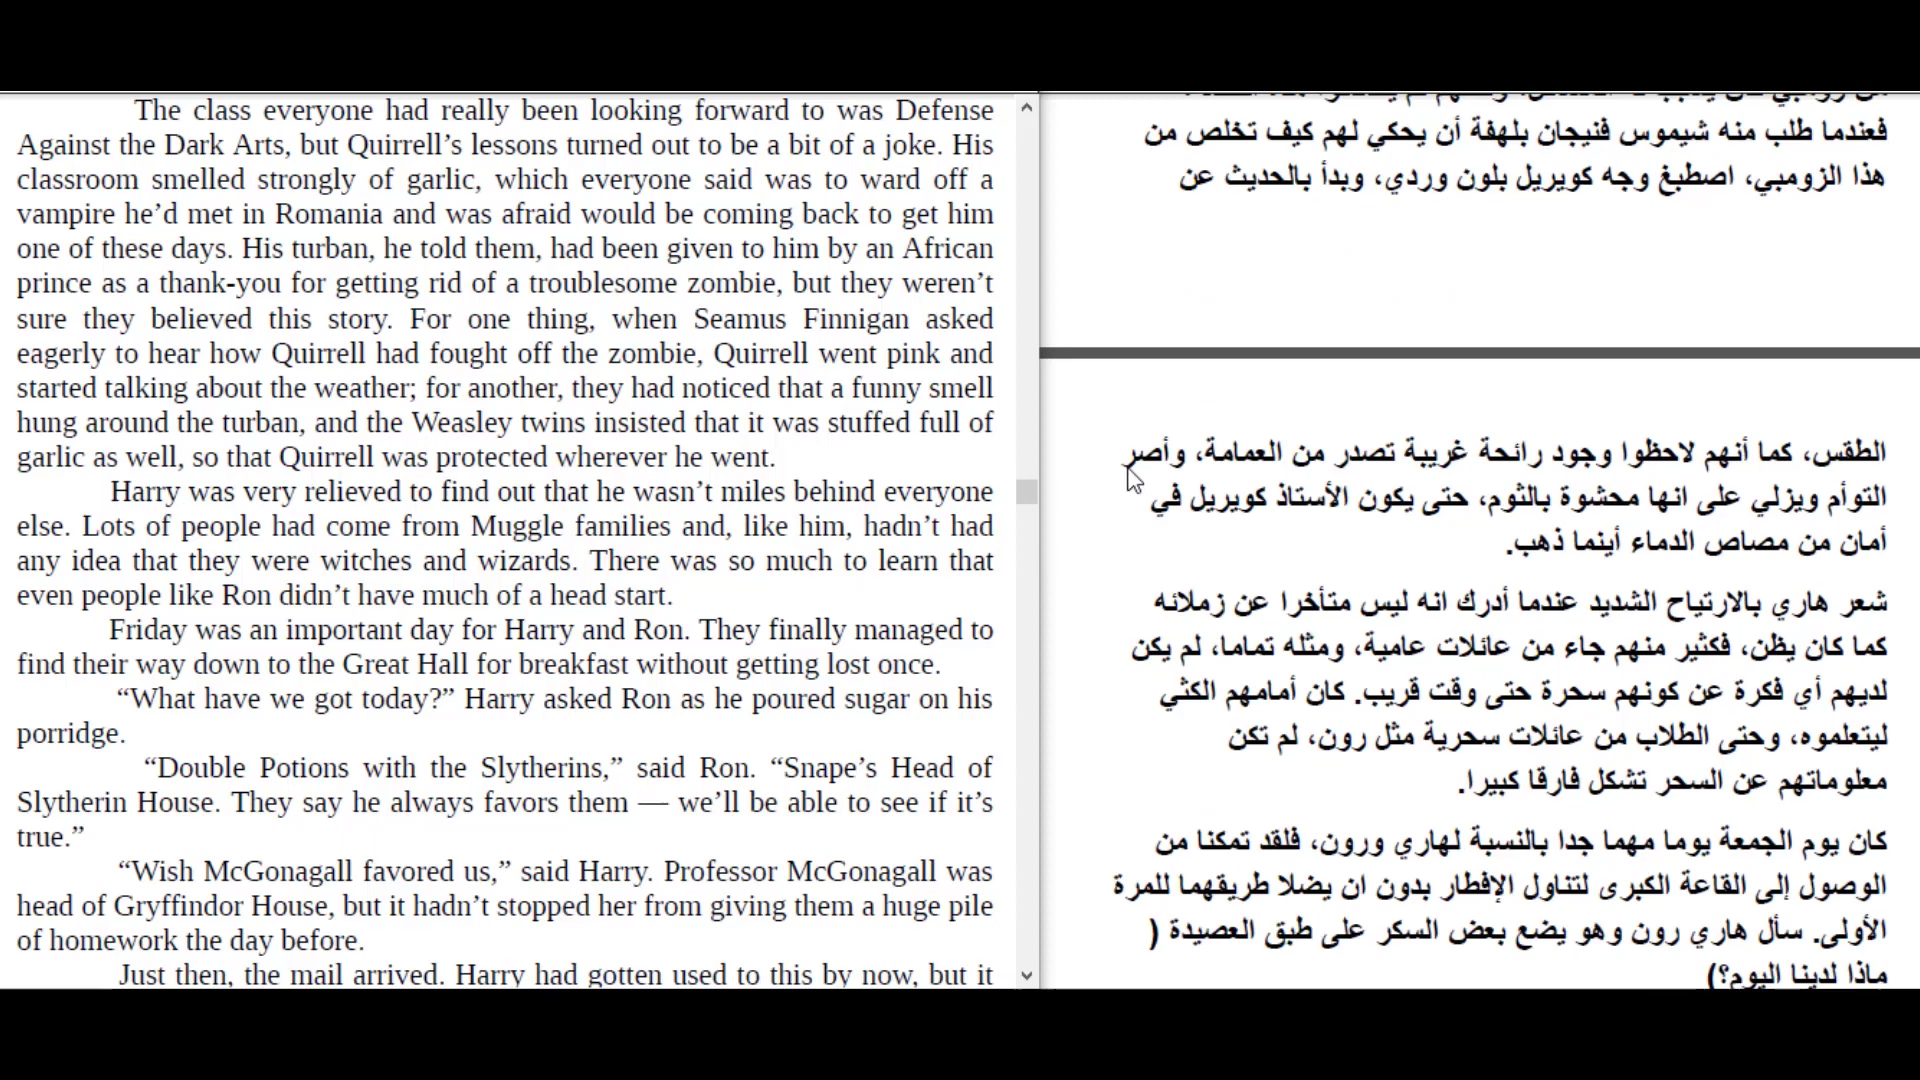 The class everyone had really been looking forward to was Defense
Against the Dark Arts, but Quirrell’s lessons turned out to be a bit of a joke. His
classroom smelled strongly of garlic, which everyone said was to ward off a
vampire he’d met in Romania and was afraid would be coming back to get him
one of these days. His turban, he told them, had been given to him by an African
prince as a thank-you for getting rid of a troublesome zombie, but they weren’t
sure they believed this story. For one thing, when Seamus Finnigan asked
eagerly to hear how Quirrell had fought off the zombie, Quirrell went pink and
started talking about the weather; for another, they had noticed that a funny smell
hung around the turban, and the Weasley twins insisted that it was stuffed full of
garlic as well, so that Quirrell was protected wherever he went.
Harry was very relieved to find out that he wasn’t miles behind everyone
else. Lots of people had come from Muggle families and, like him, hadn’t had
any idea that they were witches and wizards. There was so much to learn that
even people like Ron didn’t have much of a head start.
Friday was an important day for Harry and Ron. They finally managed to
find their way down to the Great Hall for breakfast without getting lost once.
“What have we got today?” Harry asked Ron as he poured sugar on his
porridge.
“Double Potions with the Slytherins,” said Ron. “Snape’s Head of
Slytherin House. They say he always favors them — we’ll be able to see if it’s
true.”
“Wish McGonagall favored us,” said Harry. Professor McGonagall was
head of Gryffindor House, but it hadn’t stopped her from giving them a huge pile
of homework the day before.
Just then, the mail arrived. Harry had gotten used to this by now, but it
فعندما طلب منه شيموس فنيجان بلهفة أن يحكي لهم كيف تخلص من
هذا الزومبي، اصطبغ وجه كويريل بلون وردي، وبدأ بالحديث عن
الطقس، كما أنهم لاحظوا وجود رائحة غريبة تصدر من العمامة، وأصر
التوأم ويزلي على انها محشوة بالثوم، حتى يكون الأستاذ كويريل في
أمان من مصاص الدماء أينما ذهب.
شعر هاري بالارتياح الشديد عندما أدرك انه ليس متأخرا عن زملائه
كما كان يظن، فكثير منهم جاء من عائلات عامية، ومثله تماما، لم يكن
لديهم أي فكرة عن كونهم سحرة حتى وقت قريب. كان أمامهم الكثي
ليتعلموه، وحتى الطلاب من عائلات سحرية مثل رون، لم تكن
معلوماتهم عن السحر تشكل فارقا كبيرا.
كان يوم الجمعة يوما مهما جدا بالنسبة لهاري ورون، فلقد تمكنا من
الوصول إلى القاعة الكبرى لتناول الإفطار بدون ان يضلا طريقهما للمرة
الأولى. سأل هاري رون وهو يضع بعض السكر على طبق العصيدة (
ماذا لدينا اليوم؟)